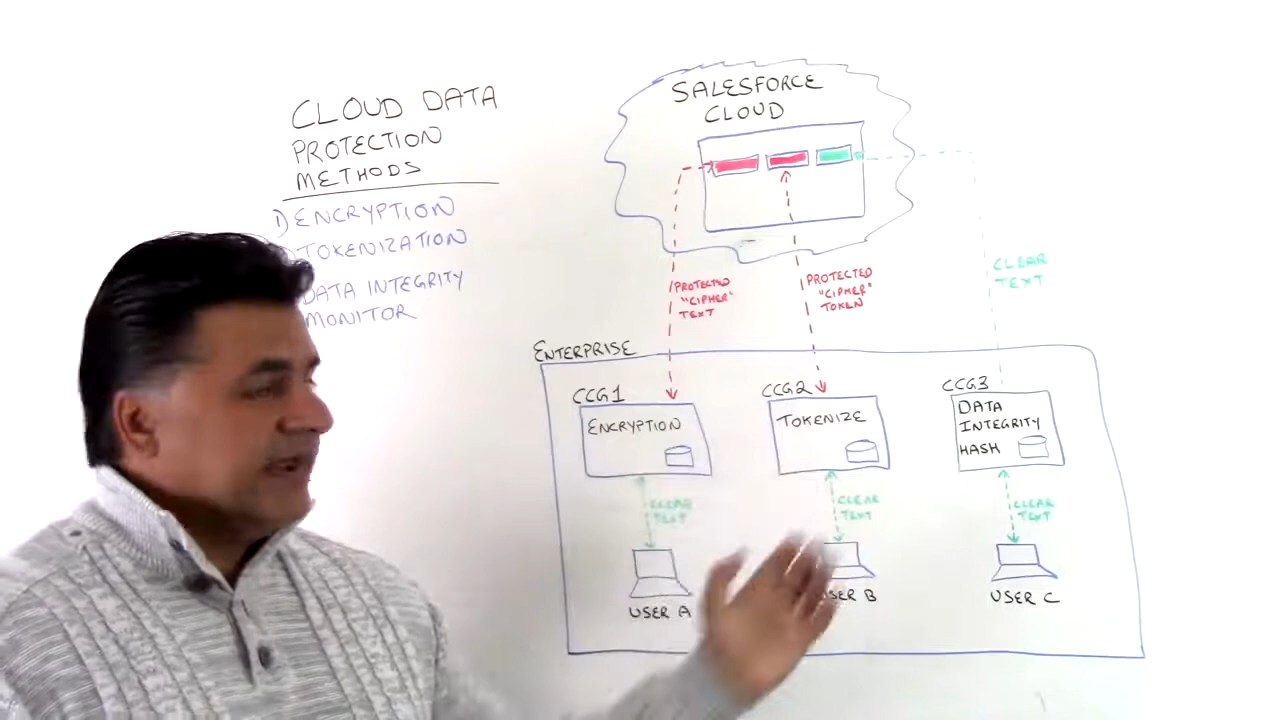 CLOUD DATA
PROTECTION
METHODS
) ENCRYPTION
) TOKENIZATION
DATA INTEGRITY
MONITOR
SALESFORCE
CLOUD
PROTECTED
"CIPHER"
TEXT
PROTECTED
"CIPHER"
TOKEN
CLEAR
TEXT
ENTERPRISE
CCG1
ENCRYPTION
CCG2
TOKENIZE
CCG3
DATA
INTEGRITY
HASH
CLEAR
TEXT
CLEAR
TEXT
CLEAR
TEXT
USER A
USER B
USER C